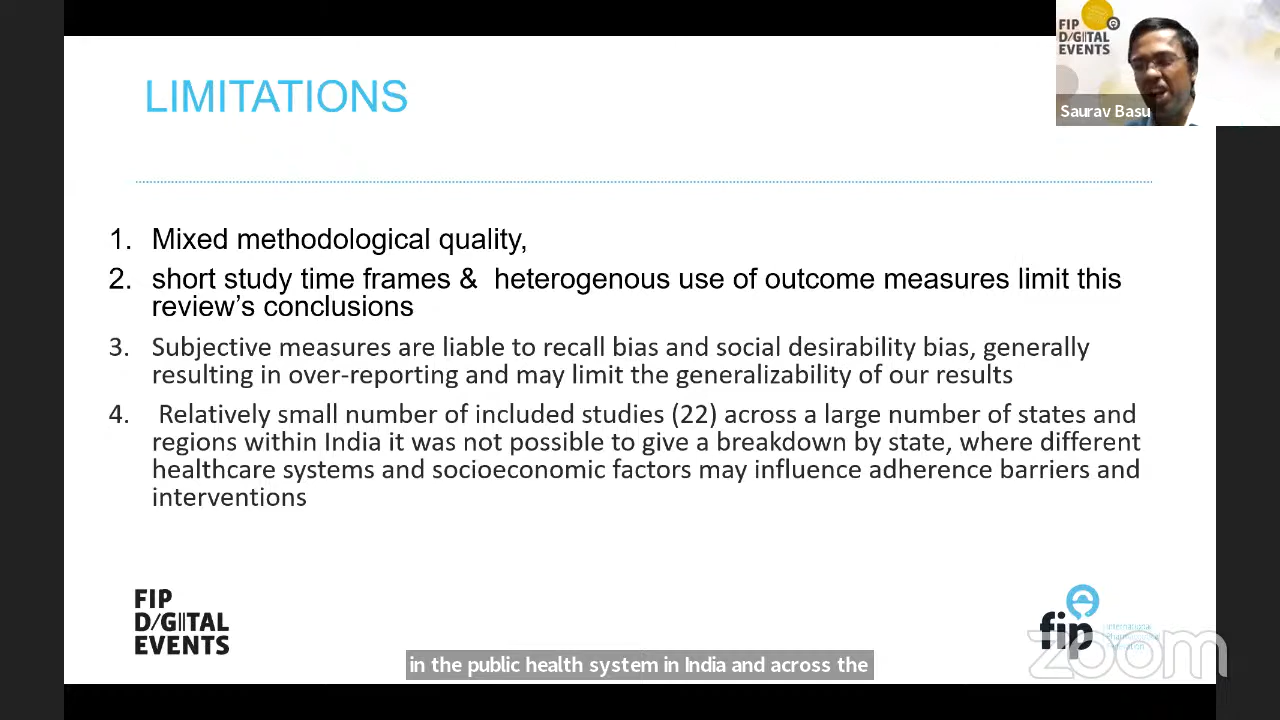 LIMITATIONS
FIP
D/GITAL
EVENTS
Saurav Basu
1. Mixed methodological quality,
2. short study time frames & heterogenous use of outcome measures limit this
review's conclusions
3. Subjective measures are liable to recall bias and social desirability bias, generally
resulting in over-reporting and may limit the generalizability of our results
4. Relatively small number of included studies (22) across a large number of states and
regions within India it was not possible to give a breakdown by state, where different
healthcare systems and socioeconomic factors may influence adherence barriers and
interventions
FIP
D/GITAL
EVENTS
fip
International
Pharmaceutical
Federation
zoom
in the public health system in India and across the